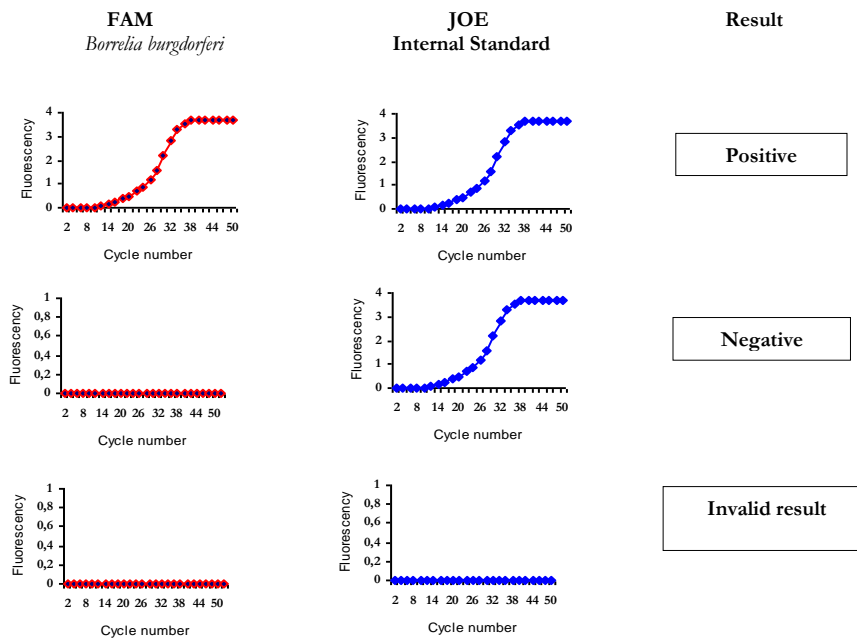 FAM JOE Result
Borrelia burgdorferi Internal Standard
4
3
2
1
0
Fluorescency
2 8 14 20 26 32 38 44 50
Cycle number
4
3
2
1
0
Fluorescency
2 8 14 20 26 32 38 44 50
Cycle number
Positive
1
0,8
0,6
0,4
0,2
0
Fluorescency
2 8 14 20 26 32 38 44 50
Cycle number
4
3
2
1
0
Fluorescency
2 8 14 20 26 32 38 44 50
Cycle number
Negative
1
0,8
0,6
0,4
0,2
0
Fluorescency
2 8 14 20 26 32 38 44 50
Cycle number
1
0,8
0,6
0,4
0,2
0
Fluorescency
2 8 14 20 26 32 38 44 50
Cycle number
Invalid result